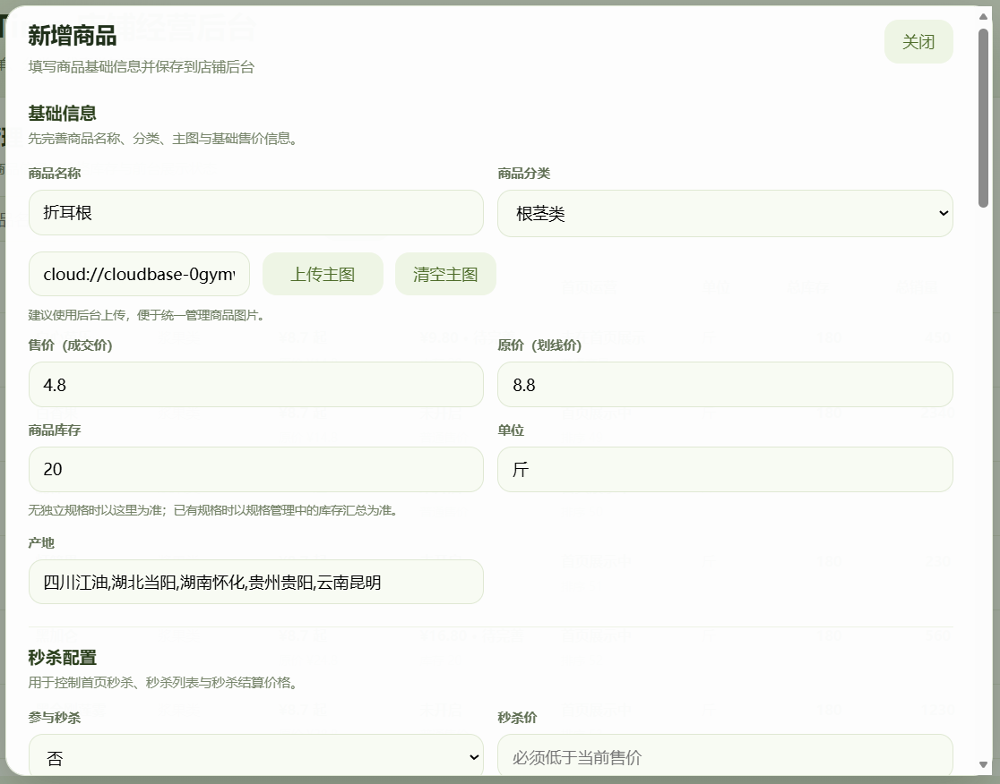 新增商品
关闭
填写商品基础信息并保存到店铺后台
基础信息
先完善商品名称、分类、主图与基础售价信息。
商品名称
商品分类
折耳根
根茎类
cloud://cloudbase-0gym
上传主图
清空主图
建议使用后台上传，便于统一管理商品图片。
售价（成交价）
原价（划线价）
4.8
8.8
商品库存
单位
20
斤
无独立规格时以这里为准；已有规格时以规格管理中的库存汇总为准。
产地
四川江油,湖北当阳,湖南怀化,贵州贵阳,云南昆明
秒杀配置
用于控制首页秒杀、秒杀列表与秒杀结算价格。
参与秒杀
秒杀价
否
必须低于当前售价